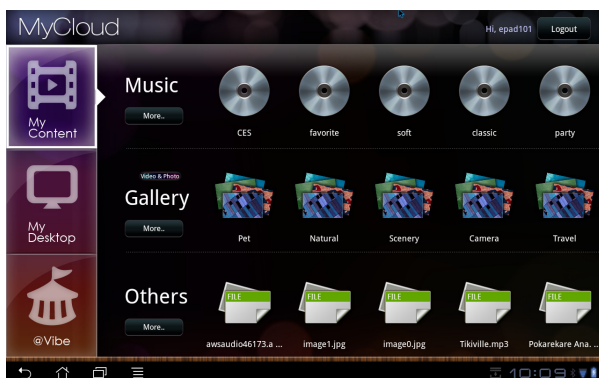 MyCloud
Hi, epad101
Logout
My
Content
Music
More..
CES
favorite
soft
classic
party
My
Desktop
Video & Photo
Gallery
More..
Pet
Natural
Scenery
Camera
Travel
@Vibe
Others
More..
FILE
FILE
FILE
FILE
FILE
awsaudio46173.a ...
image1.jpg
image0.jpg
Tikiville.mp3
Pokarekare Ana. ..
10:09